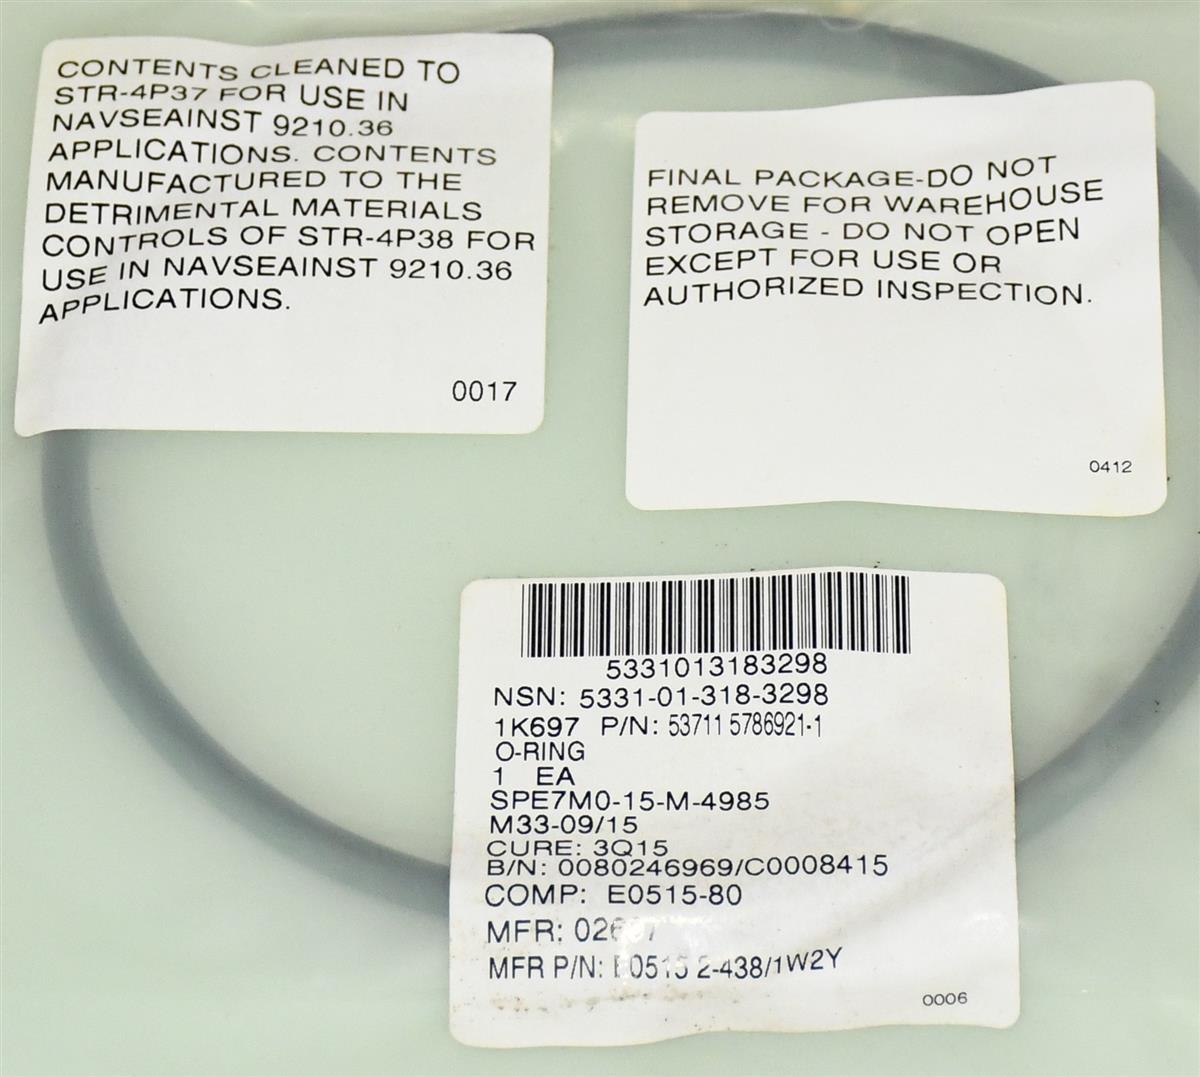 CONTENTS CLEANED TO
STR-4P37 FOR USE IN
NAVSEAINST 9210.36
APPLICATIONS. CONTENTS
MANUFACTURED TO THE
DETRIMENTAL MATERIALS
CONTROLS OF STR-4P38 FOR
USE IN NAVSEAINST 9210.36
APPLICATIONS.
0017
FINAL PACKAGE-DO NOT
REMOVE FOR WAREHOUSE
STORAGE - DO NOT OPEN
EXCEPT FOR USE OR
AUTHORIZED INSPECTION.
0412
5331013183298
NSN: 5331-01-318-3298
1K697 P/N: 53711 5786921-1
O-RING
1 EA
SPE7M0-15-M-4985
M33-09/15
CURE: 3Q15
B/N: 0080246969/C0008415
COMP: E0515-80
MFR:
MFR P/N: 2-438/1W2Y
0006